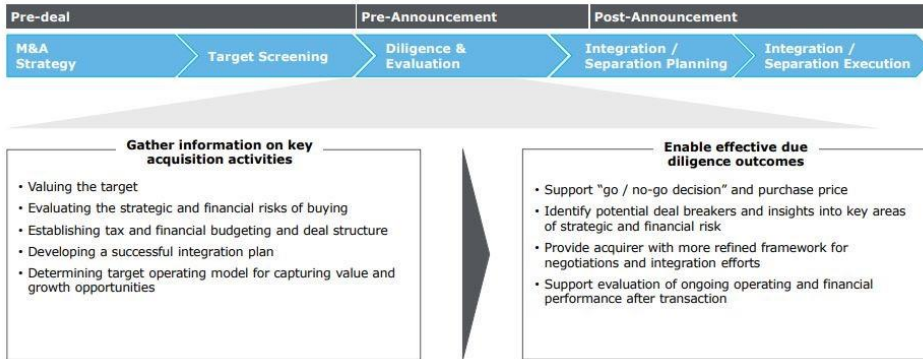 Pre-deal
Pre-Announcement
Post-Announcement
M&A
Strategy
Target Screening
Diligence &
Evaluation
Integration /
Separation Planning
Integration /
Separation Execution
Gather information on key
acquisition activities
• Valuing the target
• Evaluating the strategic and financial risks of buying
• Establishing tax and financial budgeting and deal structure
• Developing a successful integration plan
• Determining target operating model for capturing value and
growth opportunities
Enable effective due
diligence outcomes
• Support “go / no-go decision” and purchase price
• Identify potential deal breakers and insights into key areas
of strategic and financial risk
• Provide acquirer with more refined framework for
negotiations and integration efforts
• Support evaluation of ongoing operating and financial
performance after transaction